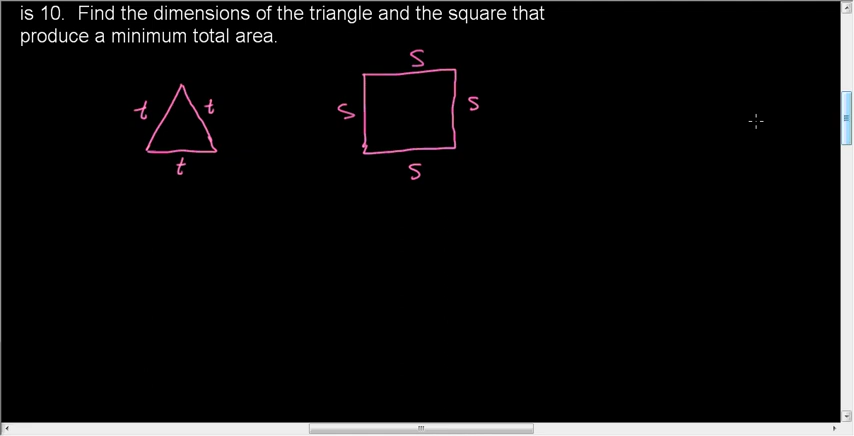 is 10. Find the dimensions of the triangle and the square that
produce a minimum total area.
s
t t s s
t s